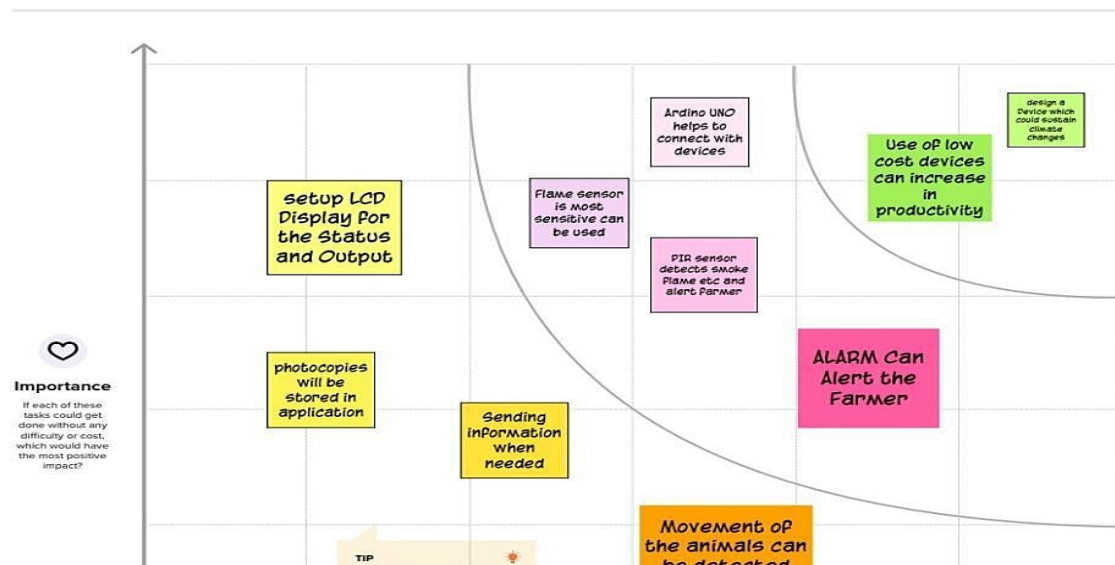 design a
Device which
could sustain
climate
changes
Ardino UNO
helps to
connect with
devices
Use of low
cost devices
can increase
in
productivity
setup LCD
Display for
the Status
and Output
Flame sensor
is most
sensitive can
be used
PIR sensor
detects smoke
flame etc and
alert farmer
ALARM Can
Alert the
Farmer
Importance
If each of these
tasks could get
done without any
difficulty or cost,
which would have
the most positive
impact?
photocopies
will be
stored in
application
Sending
information
when
needed
Movement of
the animals can
be detected
TIP